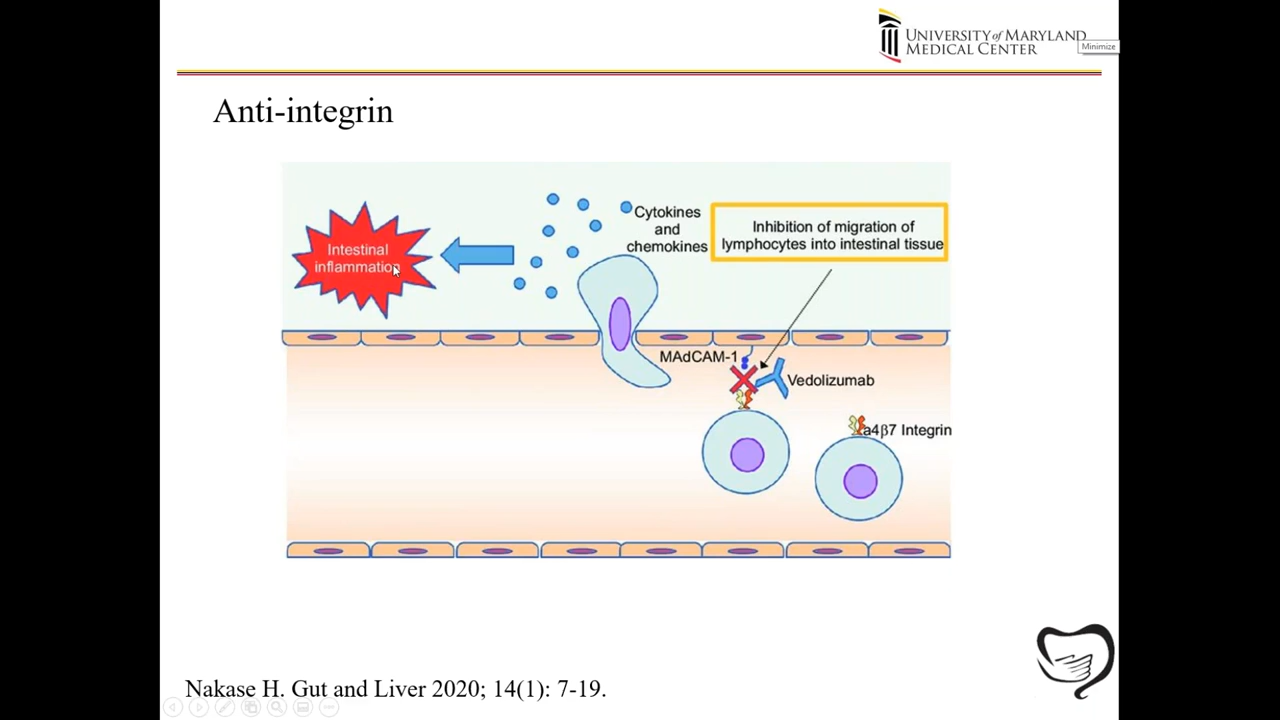 UNIVERSITY of MARYLAND
MEDICAL CENTER
Minimize
Anti-integrin
Cytokines
and
chemokines
Inhibition of migration of
lymphocytes into intestinal tissue
Intestinal
inflammation
MAdCAM-1
Vedolizumab
a4β7 Integrin
Nakase H. Gut and Liver 2020; 14(1): 7-19.